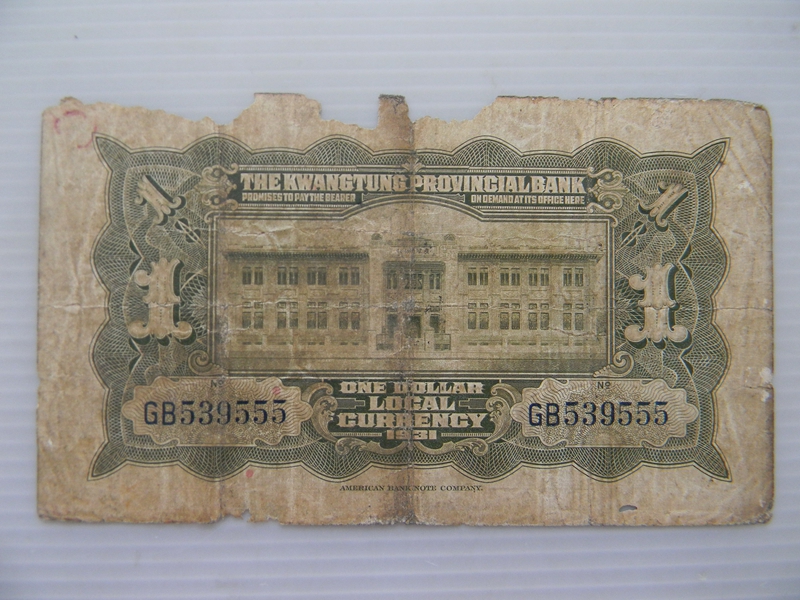 THE KWANGTUNG PROVINCIAL BANK
PROMISES TO PAY THE BEARER ON DEMAND AT ITS OFFICE HERE
1 1
1 1
Nº Nº
GB539555 GB539555
ONE DOLLAR
LOCAL
CURRENCY
1931
AMERICAN BANK NOTE COMPANY.